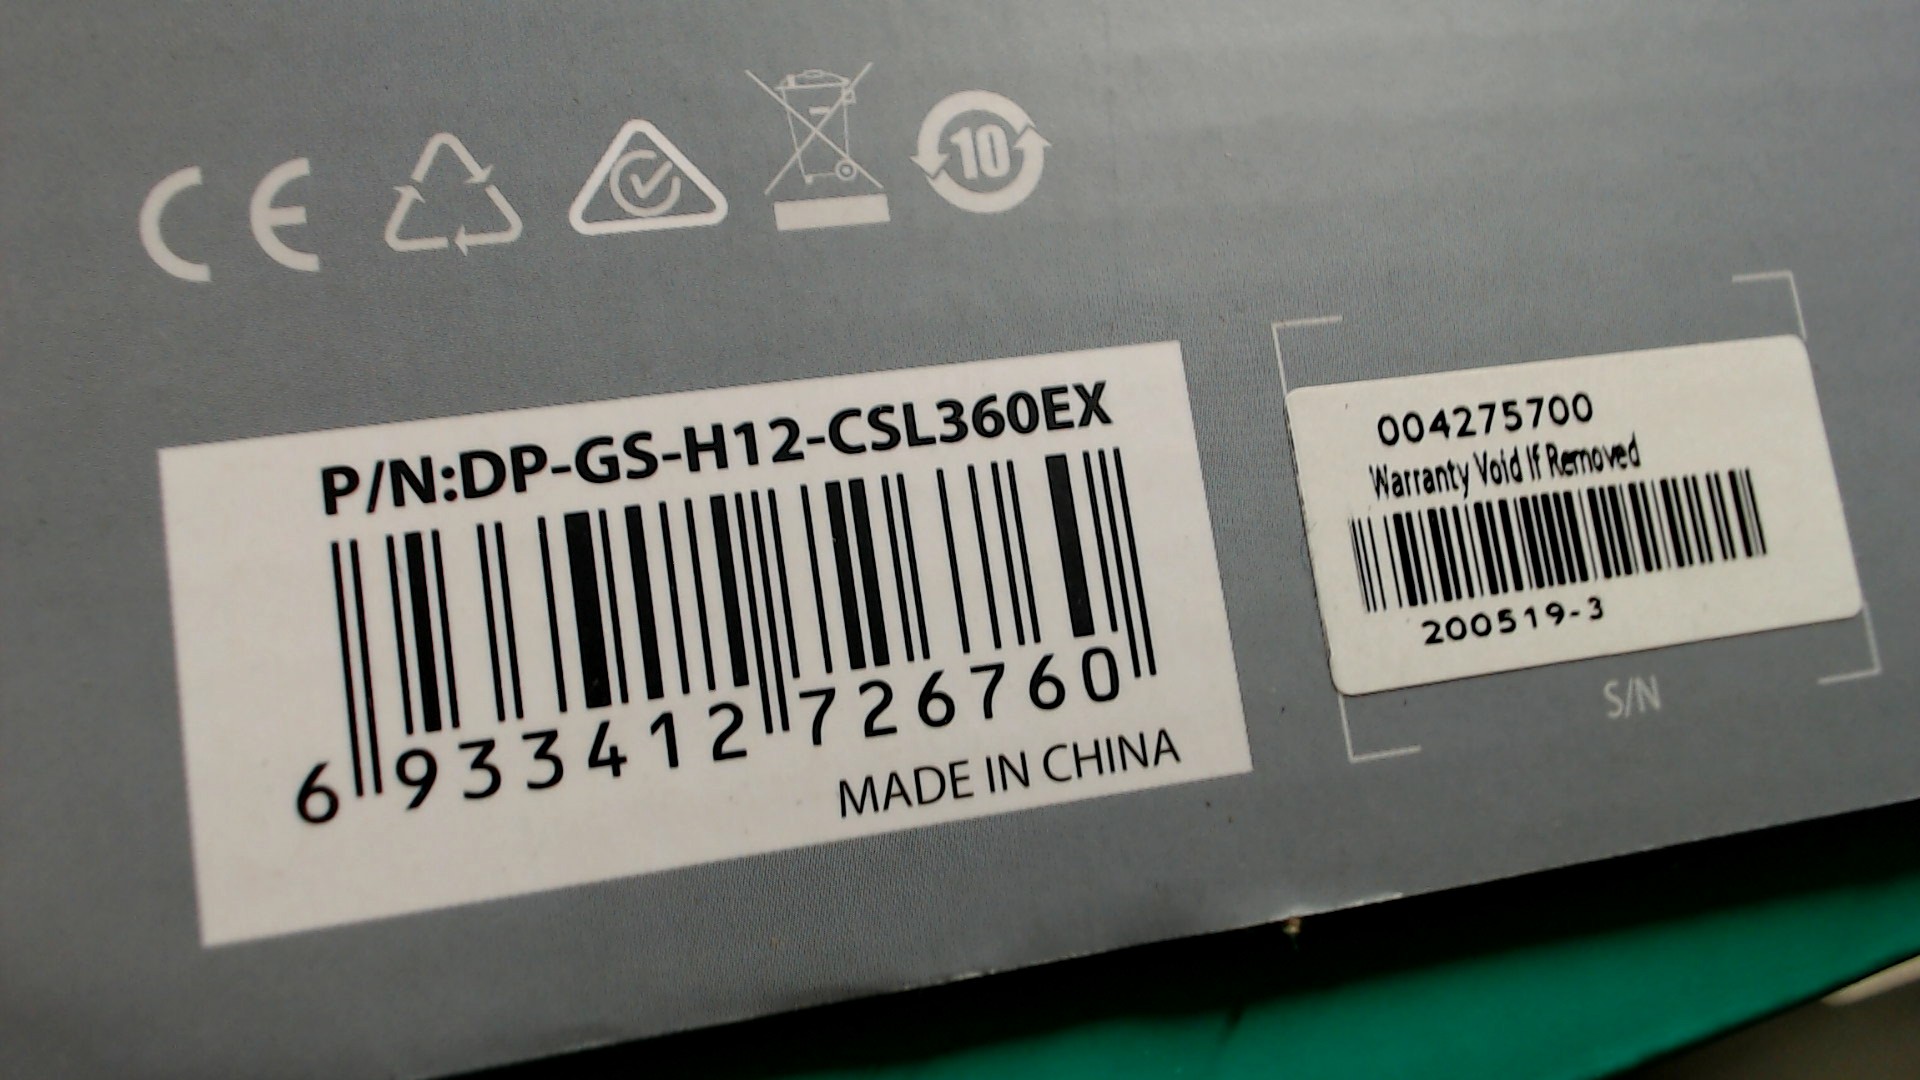 CE
10
P/N:DP-GS-H12-CSL360EX
6 933412 726760
MADE IN CHINA
004275700
Warranty Void If Removed
200519-3
S/N